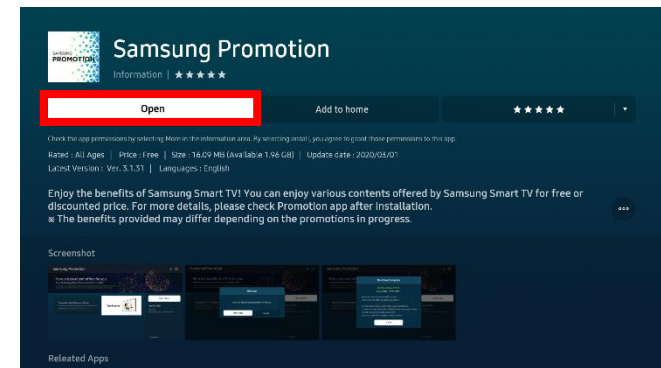 SAMSUNG
PROMOTION
Samsung Promotion
Information | ★★★★★
Open
Add to home
★★★★★
Check the app permissions by selecting More in the information area. By selecting install, you agree to grant those permissions to this app.
Rated : All Ages | Price : Free | Size : 16.09 MB (Available 1.96 GB) | Update date : 2020/03/01
Latest Version : Ver. 3.1.31 | Languages : English
Enjoy the benefits of Samsung Smart TV! You can enjoy various contents offered by Samsung Smart TV for free or
discounted price. For more details, please check Promotion app after installation.
※ The benefits provided may differ depending on the promotions in progress.
Screenshot
Releated Apps